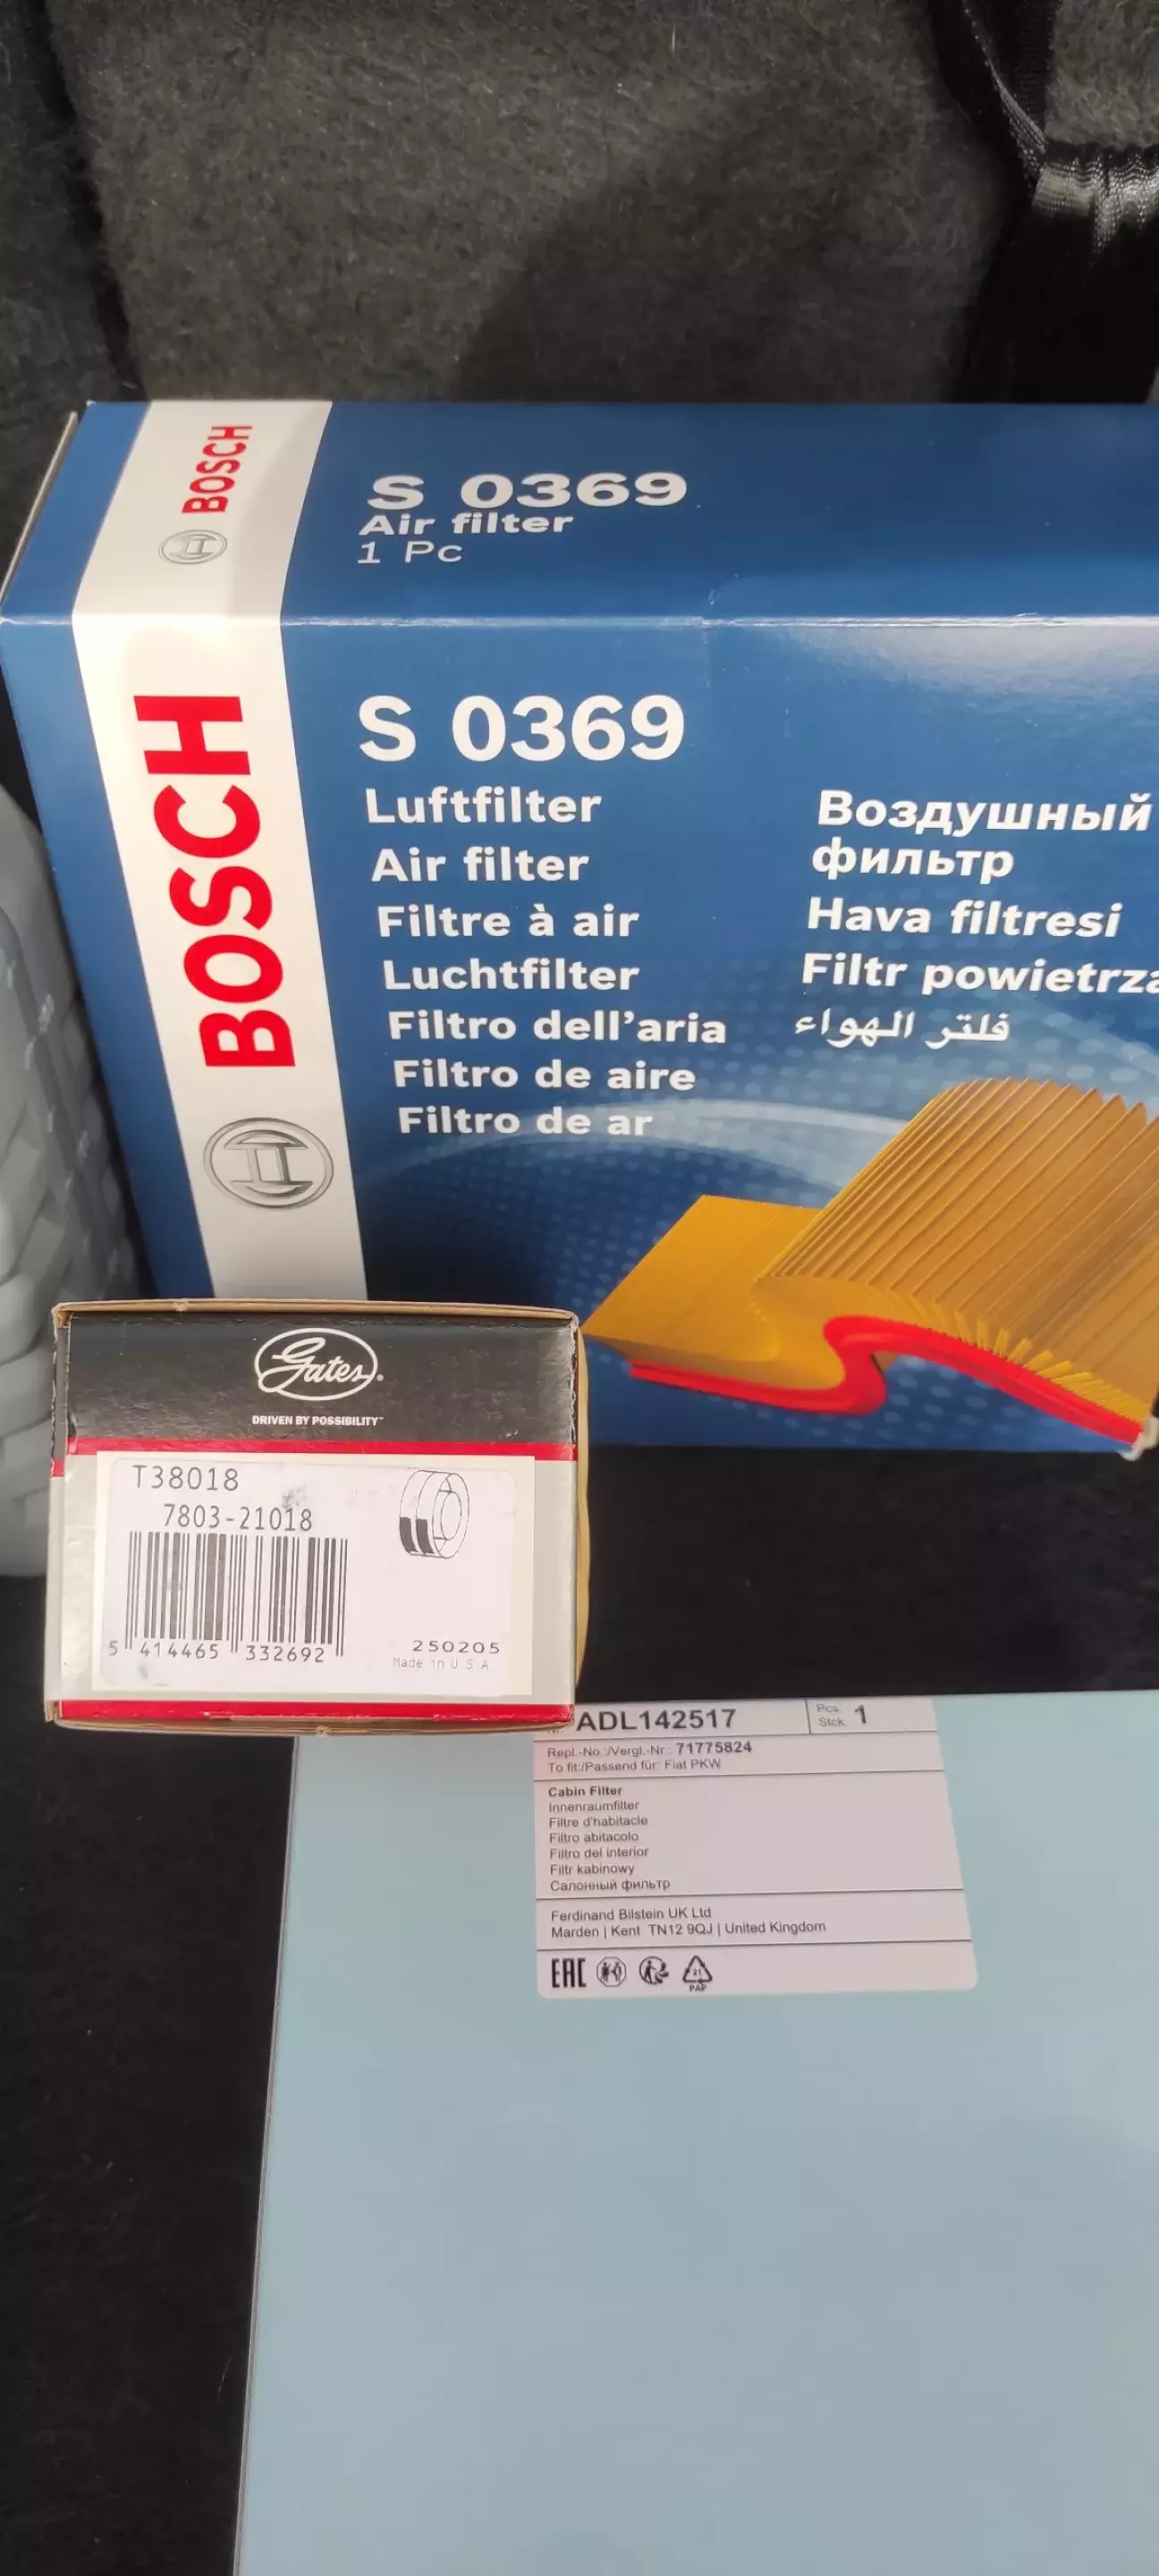 BOSCH
S 0369
Air filter
1 Pc
BOSCH
S 0369
Luftfilter
Air filter
Filtre à air
Luchtfilter
Filtro dell'aria
Filtro de aire
Filtro de ar
Воздушный
фильтр
Hava filtresi
Filtr powietrza
فلتر الهواء
Gates®
DRIVEN BY POSSIBILITY™
T38018
7803-21018
5 414465 332692
250205
Made in U S A
ADL142517
Pcs.
Stck. 1
Repl.-No.:/Vergl.-Nr.: 71775824
To fit:/Passend für: Fiat PKW
Cabin Filter
Innenraumfilter
Filtre d'habitacle
Filtro abitacolo
Filtro del interior
Filtr kabinowy
Салонный фильтр
Ferdinand Bilstein UK Ltd
Marden | Kent TN12 9QJ | United Kingdom
EAC
21
PAP